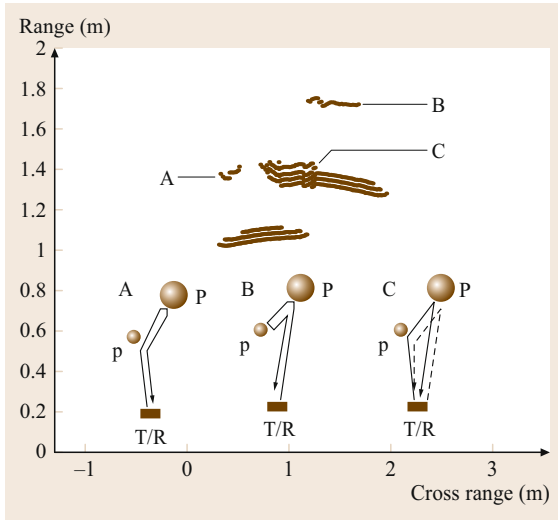 Range (m)
2
1.8
B
1.6
C
1.4
A
1.2
1
A B C
0.8
P P P
0.6
p p p
0.4
0.2
T/R T/R T/R
0
–1 0 1 2 3
Cross range (m)